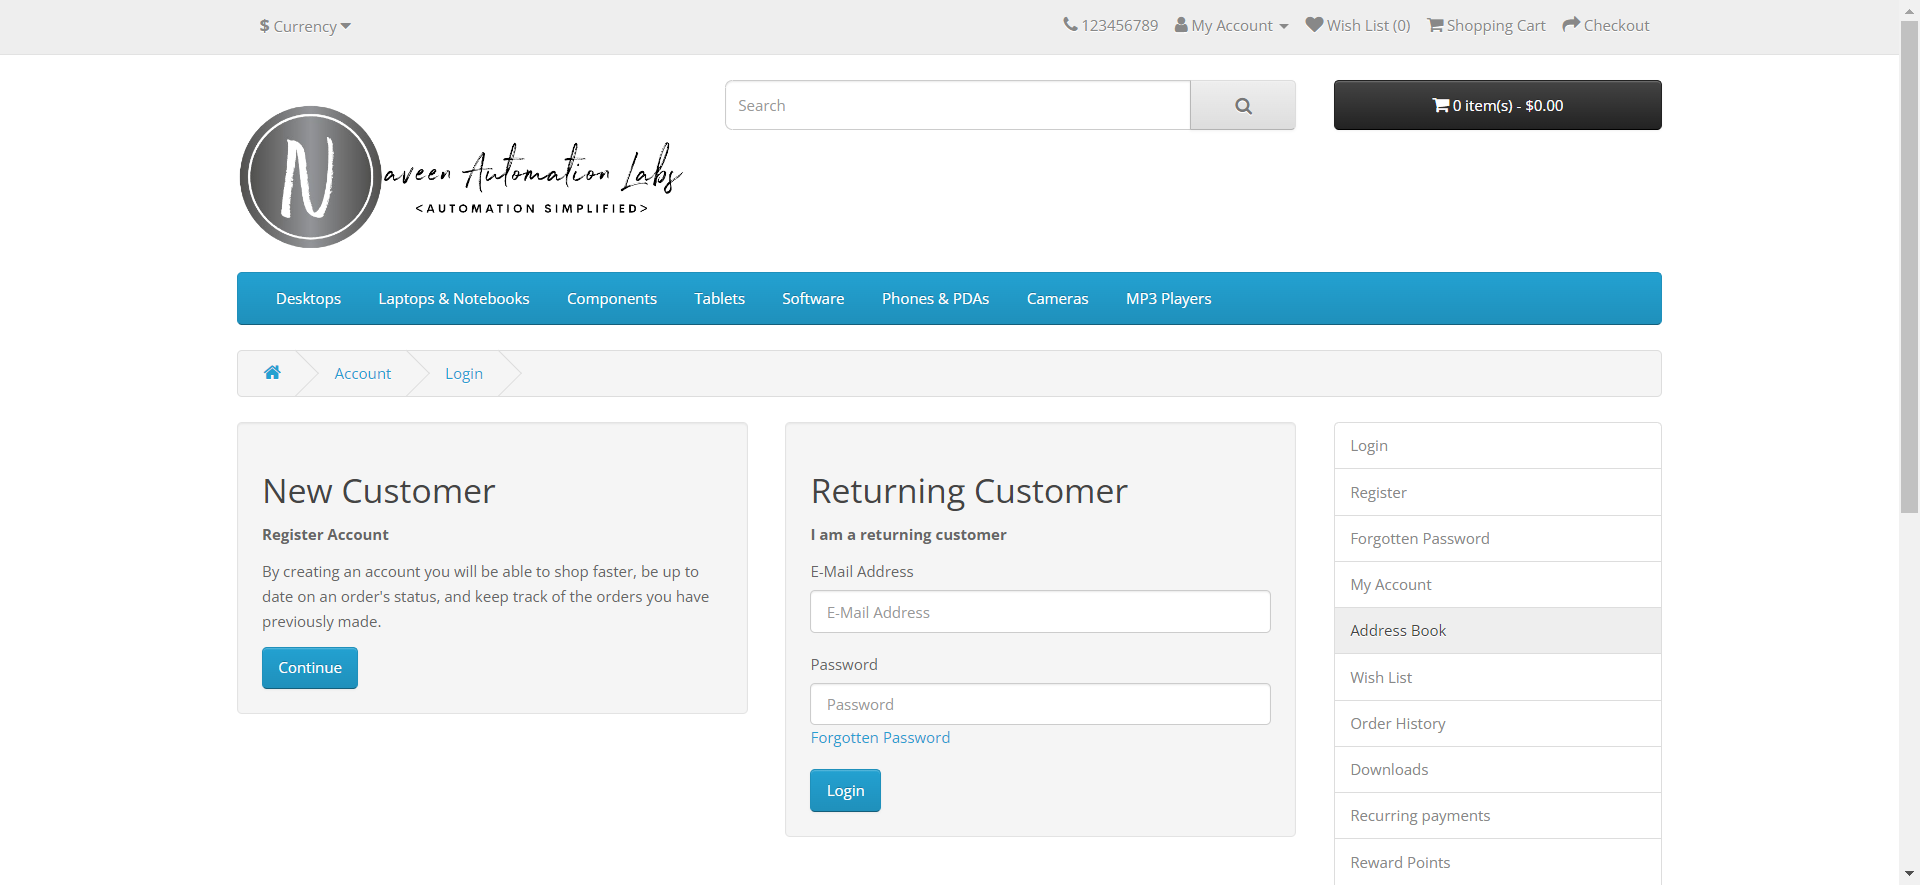 $ Currency
123456789 My Account Wish List (0) Shopping Cart Checkout
Search
0 item(s) - $0.00
N
aveen Automation Labs
<AUTOMATION SIMPLIFIED>
Desktops Laptops & Notebooks Components Tablets Software Phones & PDAs Cameras MP3 Players
Account Login
New Customer
Register Account
By creating an account you will be able to shop faster, be up to
date on an order's status, and keep track of the orders you have
previously made.
Continue
Returning Customer
I am a returning customer
E-Mail Address
E-Mail Address
Password
Password
Forgotten Password
Login
Login
Register
Forgotten Password
My Account
Address Book
Wish List
Order History
Downloads
Recurring payments
Reward Points